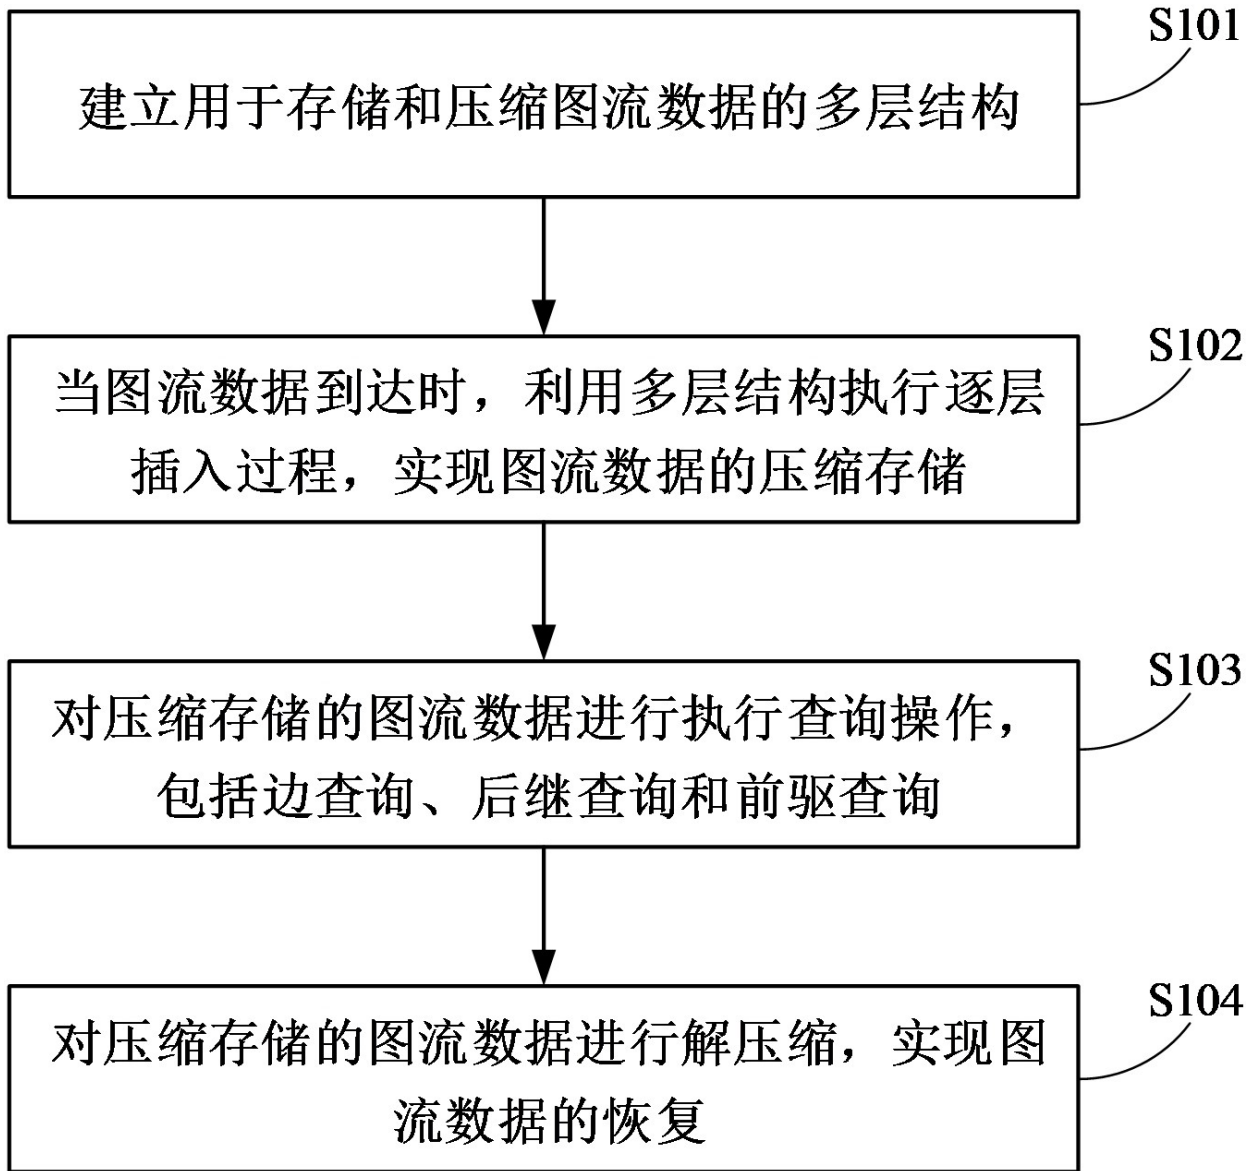 S101
建立用于存储和压缩图流数据的多层结构
S102
当图流数据到达时，利用多层结构执行逐层
插入过程，实现图流数据的压缩存储
S103
对压缩存储的图流数据进行执行查询操作，
包括边查询、后继查询和前驱查询
S104
对压缩存储的图流数据进行解压缩，实现图
流数据的恢复